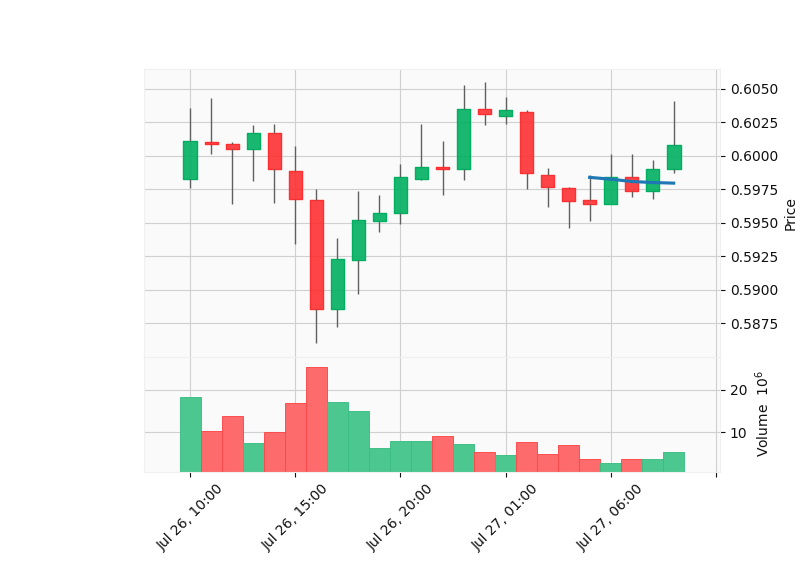 0.6050
0.6025
0.6000
0.5975
0.5950
0.5925
0.5900
0.5875
Price
20
10
Volume 10⁶
Jul 26, 10:00
Jul 26, 15:00
Jul 26, 20:00
Jul 27, 01:00
Jul 27, 06:00